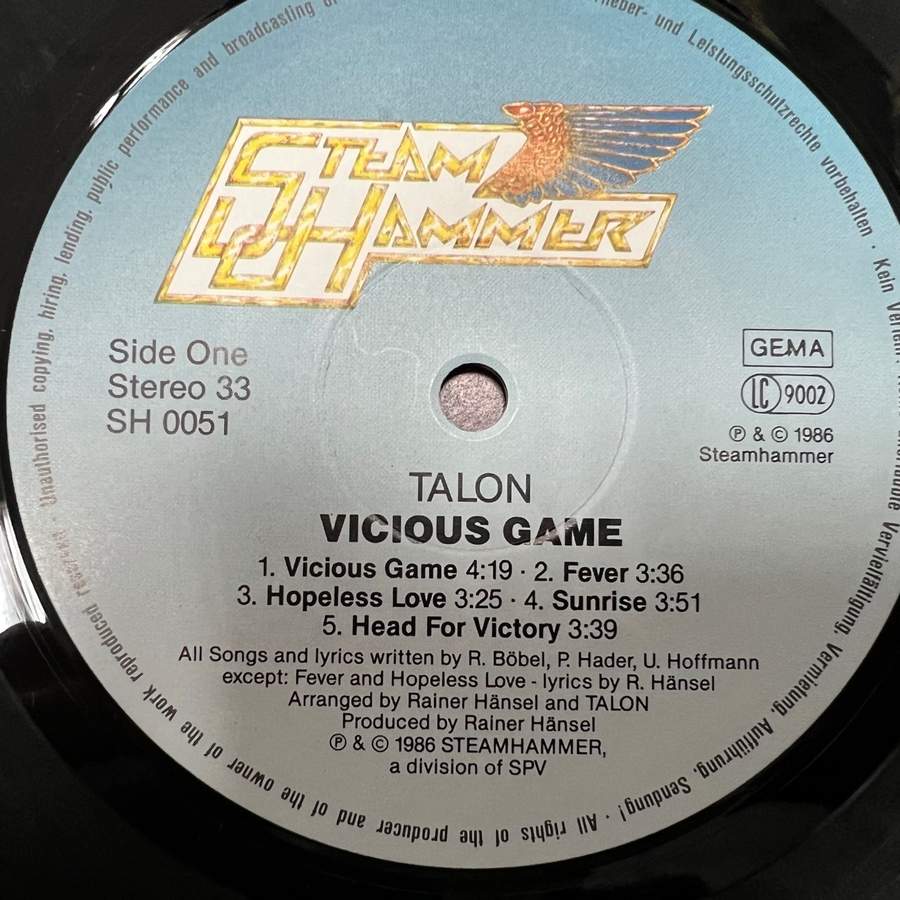 STEAM
HAMMER
Side One
Stereo 33
SH 0051
GEMA
LC 9002
℗ & © 1986
Steamhammer
TALON
VICIOUS GAME
1. Vicious Game 4:19 · 2. Fever 3:36
3. Hopeless Love 3:25 · 4. Sunrise 3:51
5. Head For Victory 3:39
All Songs and lyrics written by R. Böbel, P. Hader, U. Hoffmann
except: Fever and Hopeless Love - lyrics by R. Hänsel
Arranged by Rainer Hänsel and TALON
Produced by Rainer Hänsel
℗ & © 1986 STEAMHAMMER,
a division of SPV
und Leistungsschutzrechte vorbehalten · Kein Vervielfältigung, Vermietung, Aufführung, Sendung! · All rights of the producer and of the owner of the work reproduced reserved · Unauthorised copying, hiring, lending, public performance and broadcasting of